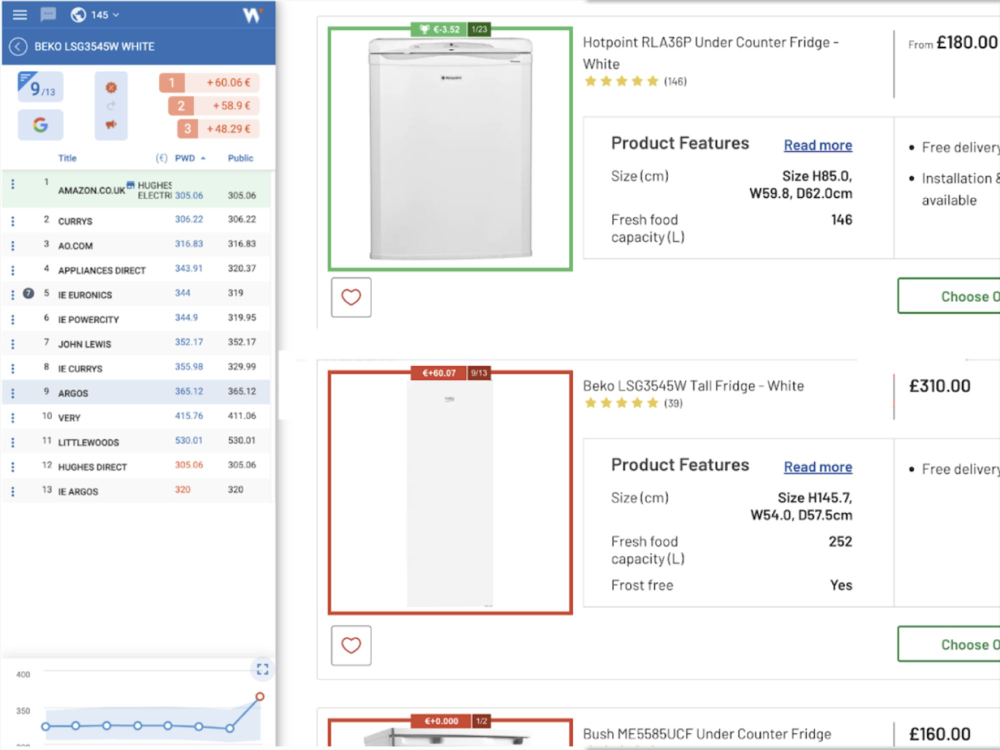 145
BEKO LSG3545W WHITE
9/13
1 +60.06 €
2 +58.9 €
3 +48.29 €
Title (€) PWD Public
1 AMAZON.CO.UK HUGHES ELECTRI 305.06 305.06
2 CURRYS 306.22 306.22
3 AO.COM 316.83 316.83
4 APPLIANCES DIRECT 343.91 320.37
7 5 IE EURONICS 344 319
6 IE POWERCITY 344.9 319.95
7 JOHN LEWIS 352.17 352.17
8 IE CURRYS 355.98 329.99
9 ARGOS 365.12 365.12
10 VERY 415.76 411.06
11 LITTLEWOODS 530.01 530.01
12 HUGHES DIRECT 305.06 305.06
13 IE ARGOS 320 320
400
350
€-3.52 1/23
Hotpoint
Hotpoint RLA36P Under Counter Fridge -
White
(146)
From £180.00
Product Features Read more
Size (cm) Size H85.0,
W59.8, D62.0cm
Fresh food 146
capacity (L)
• Free delivery
• Installation &
available
Choose O
€+60.07 9/13
beko
Beko LSG3545W Tall Fridge - White
(39)
£310.00
Product Features Read more
Size (cm) Size H145.7,
W54.0, D57.5cm
Fresh food 252
capacity (L)
Frost free Yes
• Free delivery
Choose O
€+0.000 1/2
Bush ME5585UCF Under Counter Fridge
£160.00